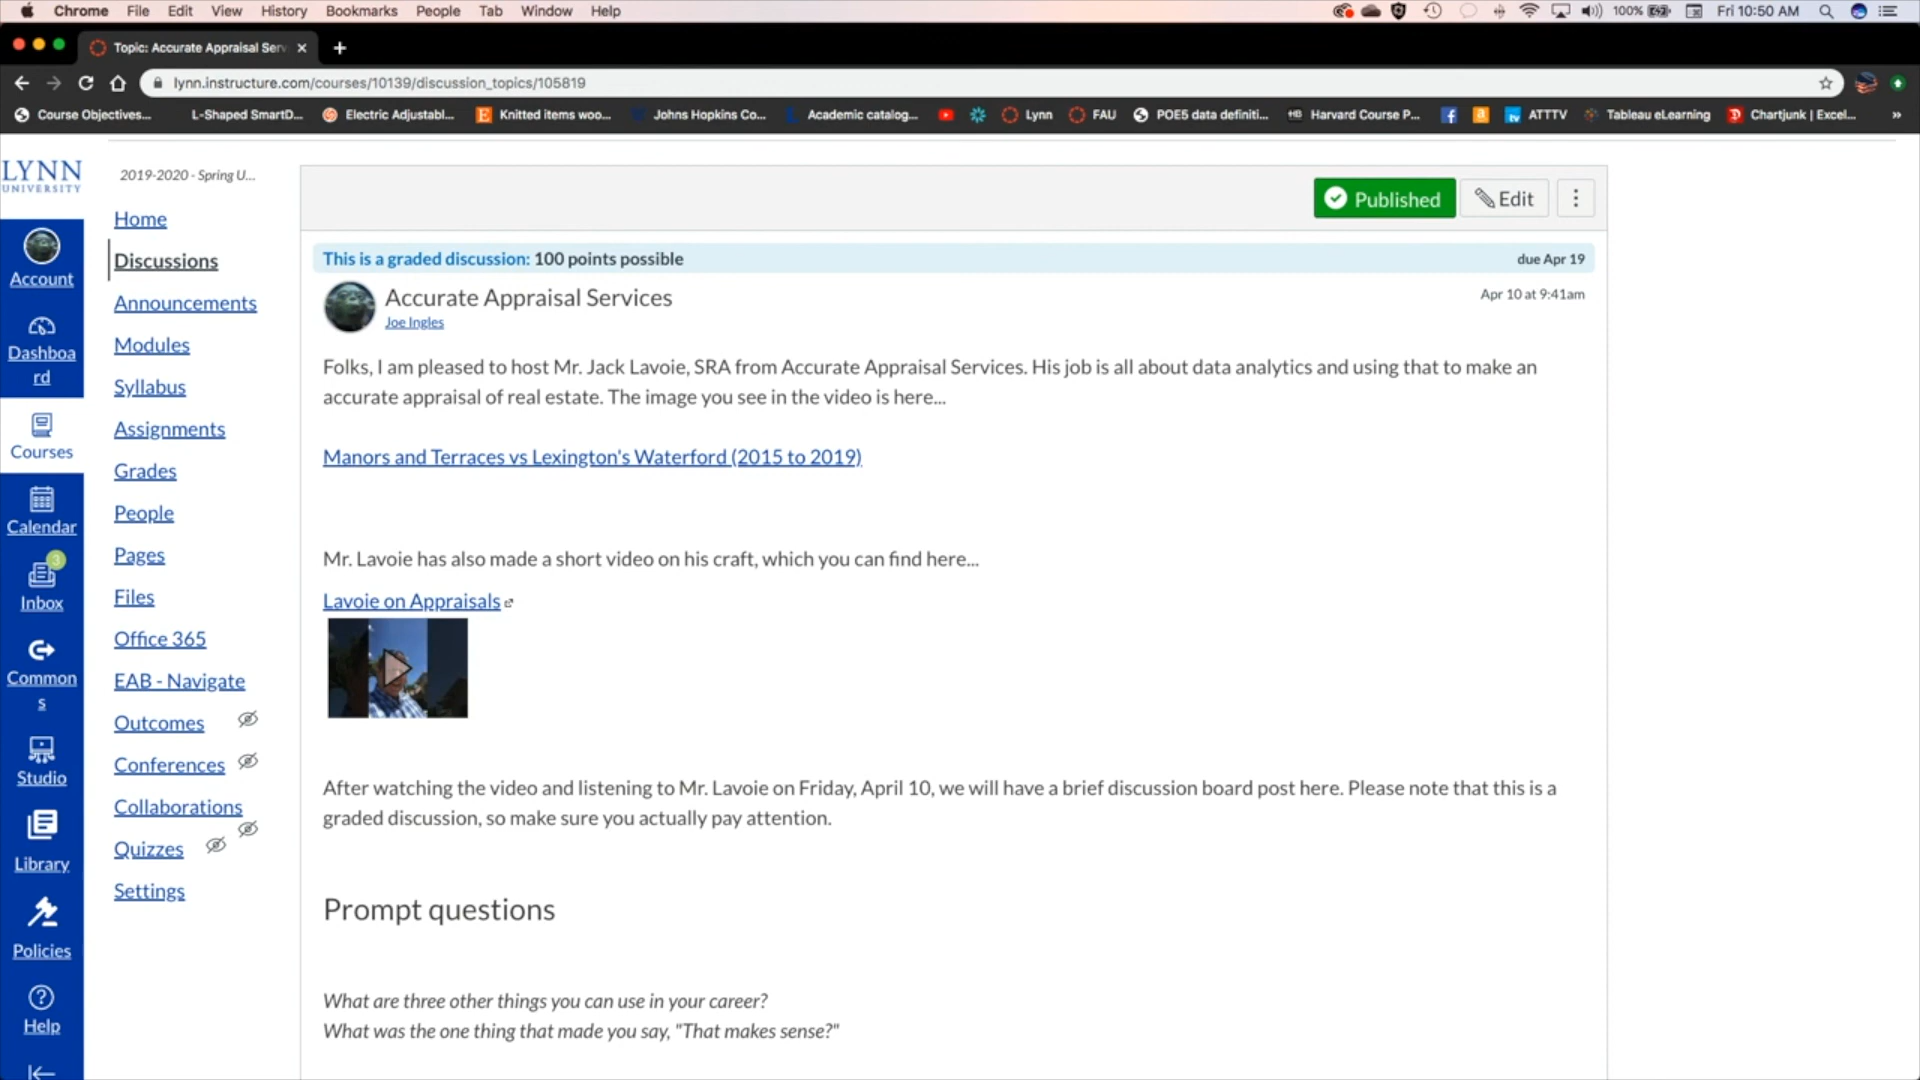 Chrome File Edit View History Bookmarks People Tab Window Help 100% Fri 10:50 AM
Topic: Accurate Appraisal Serv
lynn.instructure.com/courses/10139/discussion_topics/105819
Course Objectives... L-Shaped SmartD... Electric Adjustabl... Knitted items woo... Johns Hopkins Co... Academic catalog... Lynn FAU POE5 data definiti... Harvard Course P... ATTTV Tableau eLearning Chartjunk | Excel... »
LYNN
UNIVERSITY
Account
Dashboa
rd
Courses
Calendar
3
Inbox
Common
s
Studio
Library
Policies
Help
2019-2020 - Spring U...
Home
Discussions
Announcements
Modules
Syllabus
Assignments
Grades
People
Pages
Files
Office 365
EAB - Navigate
Outcomes
Conferences
Collaborations
Quizzes
Settings
Published Edit
This is a graded discussion: 100 points possible due Apr 19
Accurate Appraisal Services Apr 10 at 9:41am
Joe Ingles
Folks, I am pleased to host Mr. Jack Lavoie, SRA from Accurate Appraisal Services. His job is all about data analytics and using that to make an
accurate appraisal of real estate. The image you see in the video is here...
Manors and Terraces vs Lexington's Waterford (2015 to 2019)
Mr. Lavoie has also made a short video on his craft, which you can find here...
Lavoie on Appraisals
After watching the video and listening to Mr. Lavoie on Friday, April 10, we will have a brief discussion board post here. Please note that this is a
graded discussion, so make sure you actually pay attention.
Prompt questions
What are three other things you can use in your career?
What was the one thing that made you say, "That makes sense?"